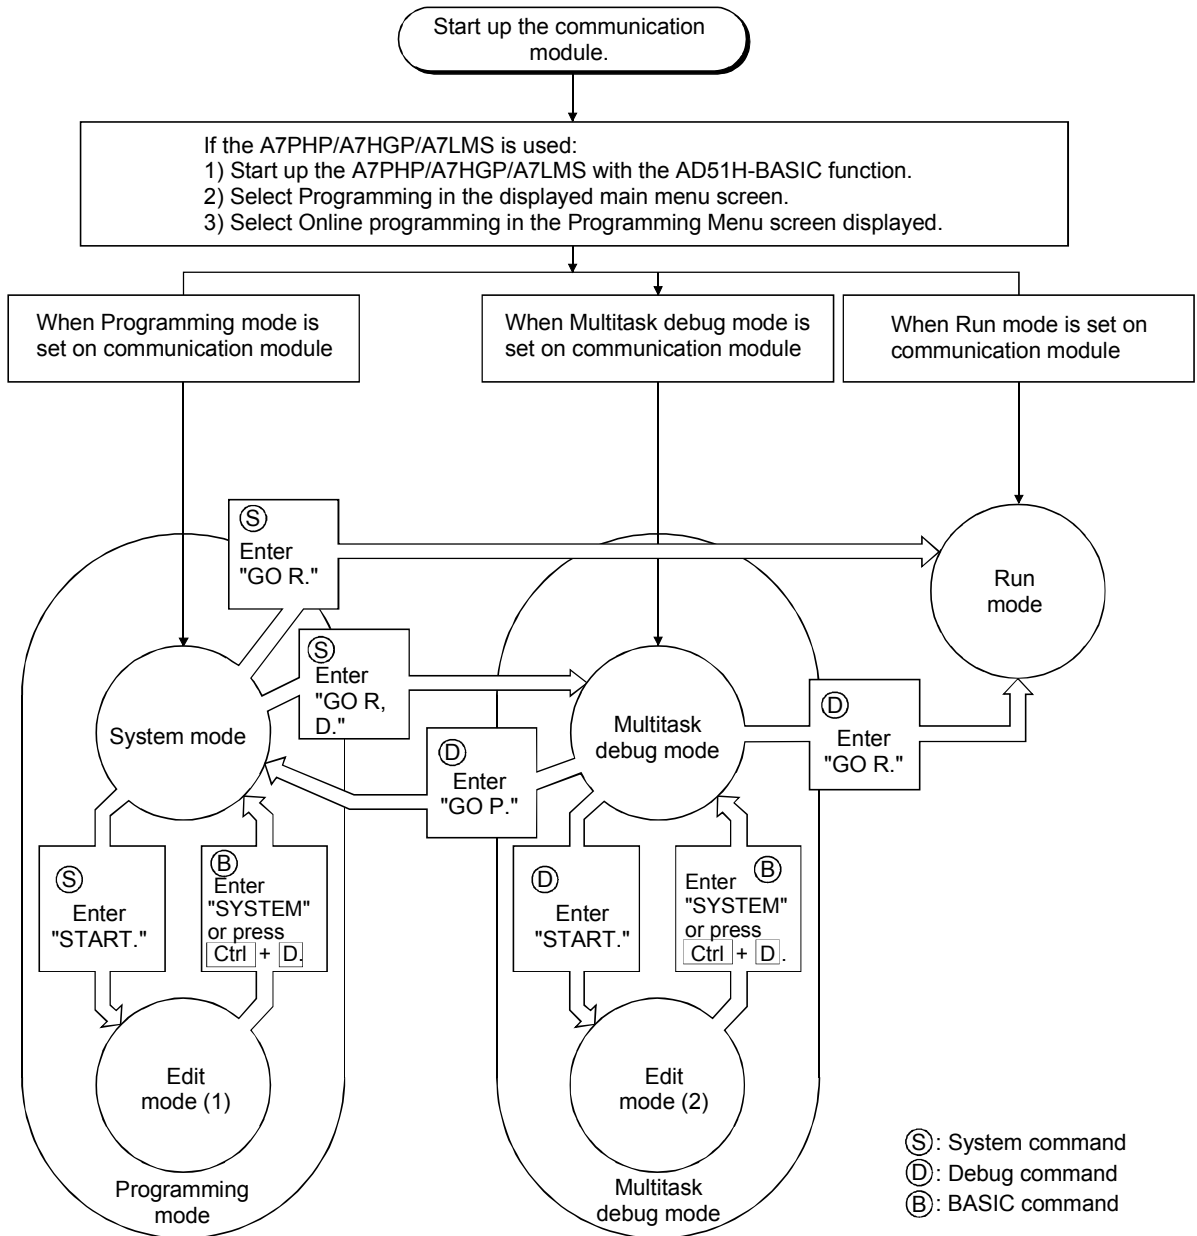 Start up the communication
module.
If the A7PHP/A7HGP/A7LMS is used:
1) Start up the A7PHP/A7HGP/A7LMS with the AD51H-BASIC function.
2) Select Programming in the displayed main menu screen.
3) Select Online programming in the Programming Menu screen displayed.
When Programming mode is
set on communication module
When Multitask debug mode is
set on communication module
When Run mode is set on
communication module
Ⓢ
Enter
"GO R."
Run
mode
Ⓢ
Enter
"GO R,
D."
System mode
Ⓓ
Enter
"GO P."
Multitask
debug mode
Ⓓ
Enter
"GO R."
Ⓢ
Enter
"START."
Ⓑ
Enter
"SYSTEM"
or press
Ctrl + D.
Ⓓ
Enter
"START."
Ⓑ
Enter
"SYSTEM"
or press
Ctrl + D.
Edit
mode (1)
Edit
mode (2)
Programming
mode
Multitask
debug mode
Ⓢ: System command
Ⓓ: Debug command
Ⓑ: BASIC command